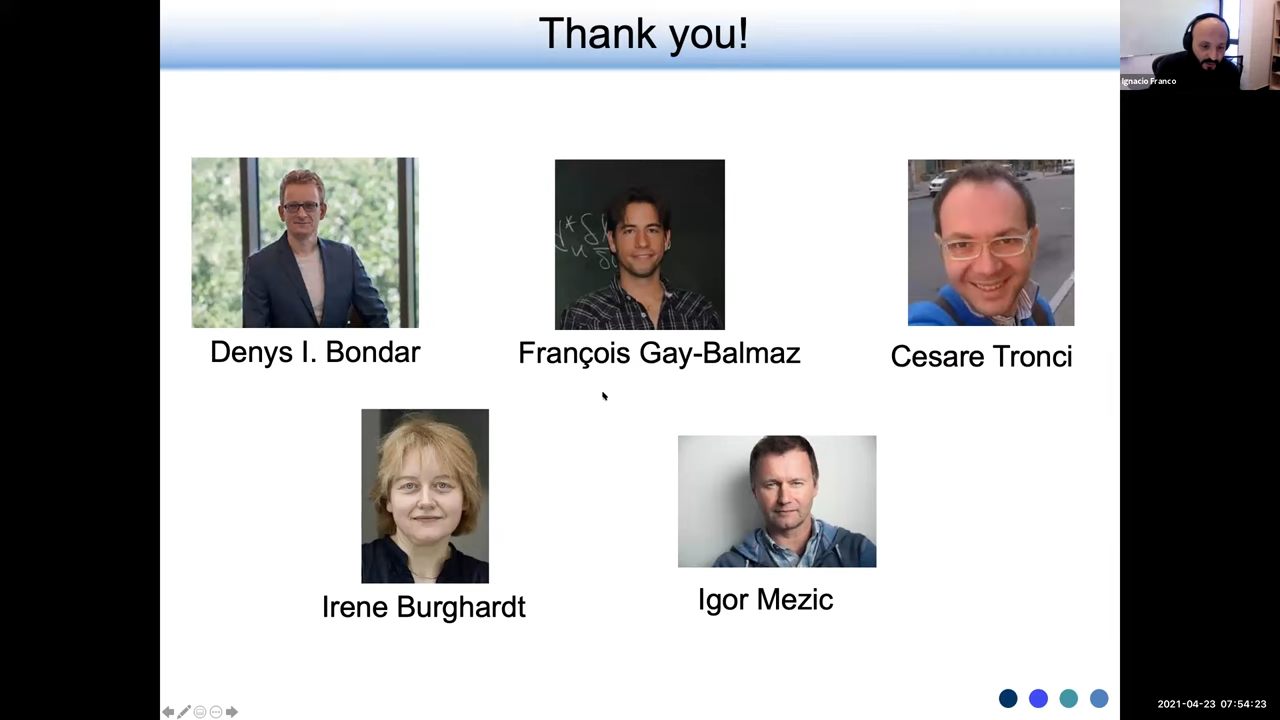 Thank you!
Ignacio Franco
Denys I. Bondar
François Gay-Balmaz
Cesare Tronci
Irene Burghardt
Igor Mezic
2021-04-23 07:54:23